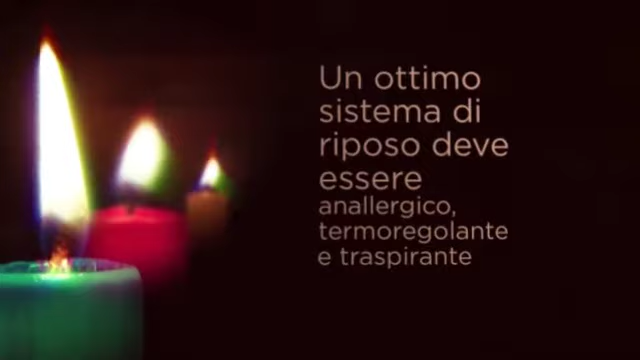 Un ottimo
sistema di
riposo deve
essere
anallergico,
termoregolante
e traspirante